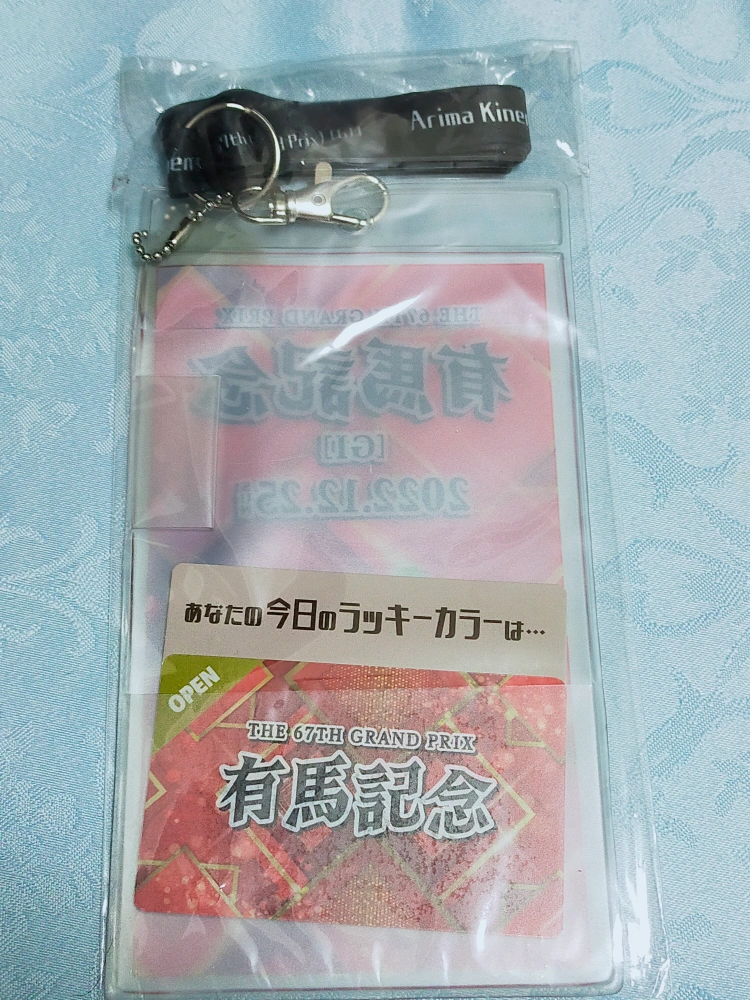 Arima Kinen
THE 67TH GRAND PRIX
有馬記念
[GI]
2022.12.25
あなたの今日のラッキーカラーは…
OPEN
THE 67TH GRAND PRIX
有馬記念